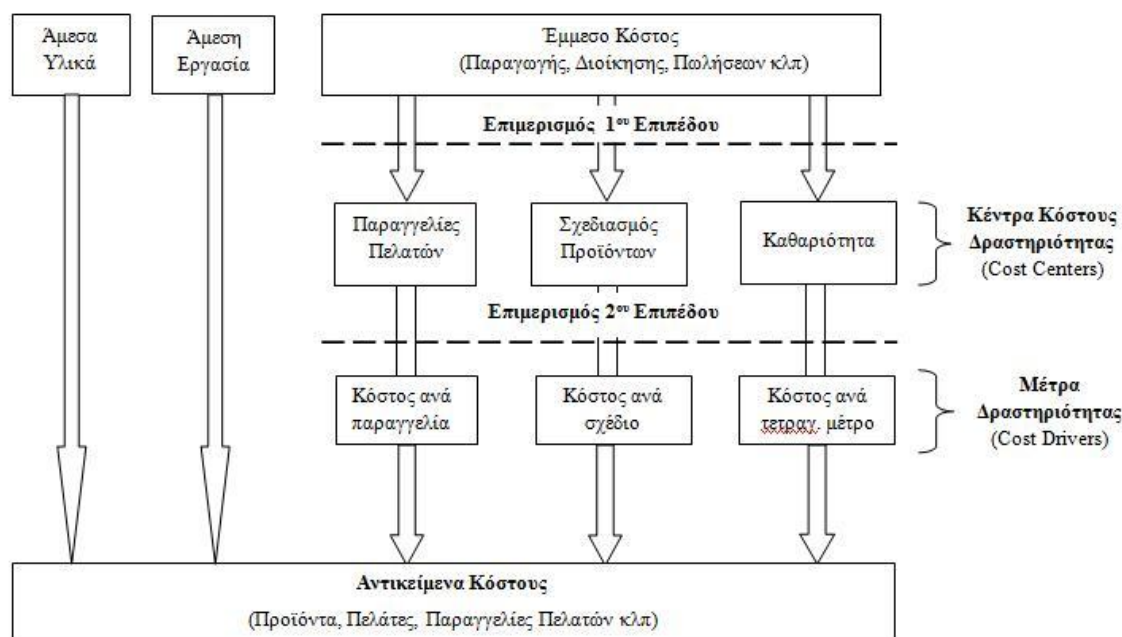 Άμεσα
Υλικά
Άμεση
Εργασία
Έμμεσο Κόστος
(Παραγωγής, Διοίκησης, Πωλήσεων κλπ)
Επιμερισμός 1ου Επιπέδου
Παραγγελίες
Πελατών
Σχεδιασμός
Προϊόντων
Καθαριότητα
Κέντρα Κόστους
Δραστηριότητας
(Cost Centers)
Επιμερισμός 2ου Επιπέδου
Κόστος ανά
παραγγελία
Κόστος ανά
σχέδιο
Κόστος ανά
τετραγ. μέτρο
Μέτρα
Δραστηριότητας
(Cost Drivers)
Αντικείμενα Κόστους
(Προϊόντα, Πελάτες, Παραγγελίες Πελατών κλπ)